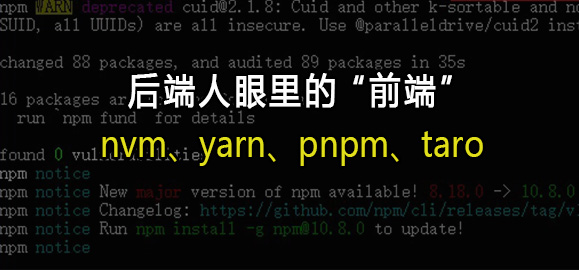 npm WARN deprecated cuid@2.1.8: Cuid and other k-sortable and no
SUID, all UUIDs) are all insecure. Use @paralleldrive/cuid2 inst
changed 88 packages, and audited 89 packages in 35s
后端人眼里的“前端”
16 packages are
run `npm fund` for details
nvm、yarn、pnpm、taro
found 0 vulnerabilities
npm notice
npm notice New major version of npm available! 8.18.0 -> 10.8.0
npm notice Changelog: https://github.com/npm/cli/releases/tag/v
npm notice Run npm install -g npm@10.8.0 to update!
npm notice